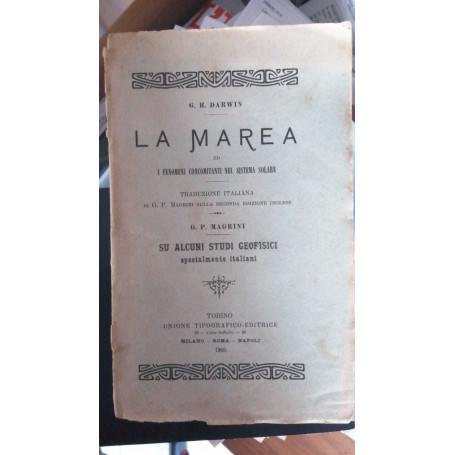 G. H. DARWIN
LA MAREA
ED
I FENOMENI CONCOMITANTI NEL SISTEMA SOLARE
TRADUZIONE ITALIANA
DI G. P. MAGRINI SULLA SECONDA EDIZIONE INGLESE
G. P. MAGRINI
SU ALCUNI STUDI GEOFISICI
specialmente italiani
TORINO
UNIONE TIPOGRAFICO-EDITRICE
MILANO - ROMA - NAPOLI
1905